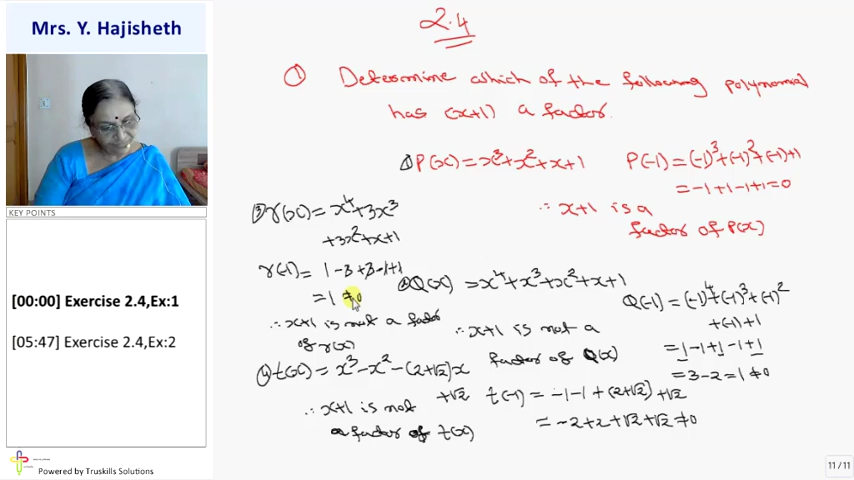 Mrs. Y. Hajisheth
KEY POINTS
[00:00] Exercise 2.4,Ex:1
[05:47] Exercise 2.4,Ex:2
Powered by Truskills Solutions
2.4
① Determine which of the following polynomial
has (x+1) a factor.
① P(x) = x³+x²+x+1 P(-1) = (-1)³+(-1)²+(-1)+1
= -1+1-1+1=0
∴ x+1 is a
factor of P(x)
③ r(x) = x⁴+3x³
+3x²+x+1
r(-1) = 1-3+3-1+1
= 1 ≠0
∴ x+1 is not a factor
of r(x)
② Q(x) = x⁴+x³+x²+x+1
Q(-1) = (-1)⁴+(-1)³+(-1)²
+(-1)+1
= 1-1+1-1+1
= 3-2=1≠0
∴ x+1 is not a
factor of Q(x)
④ t(x) = x³-x²-(2+√2)x
+√2 t(-1) = -1-1+(2+√2)+√2
= -2+2+√2+√2≠0
∴ x+1 is not
a factor of t(x)
11/11